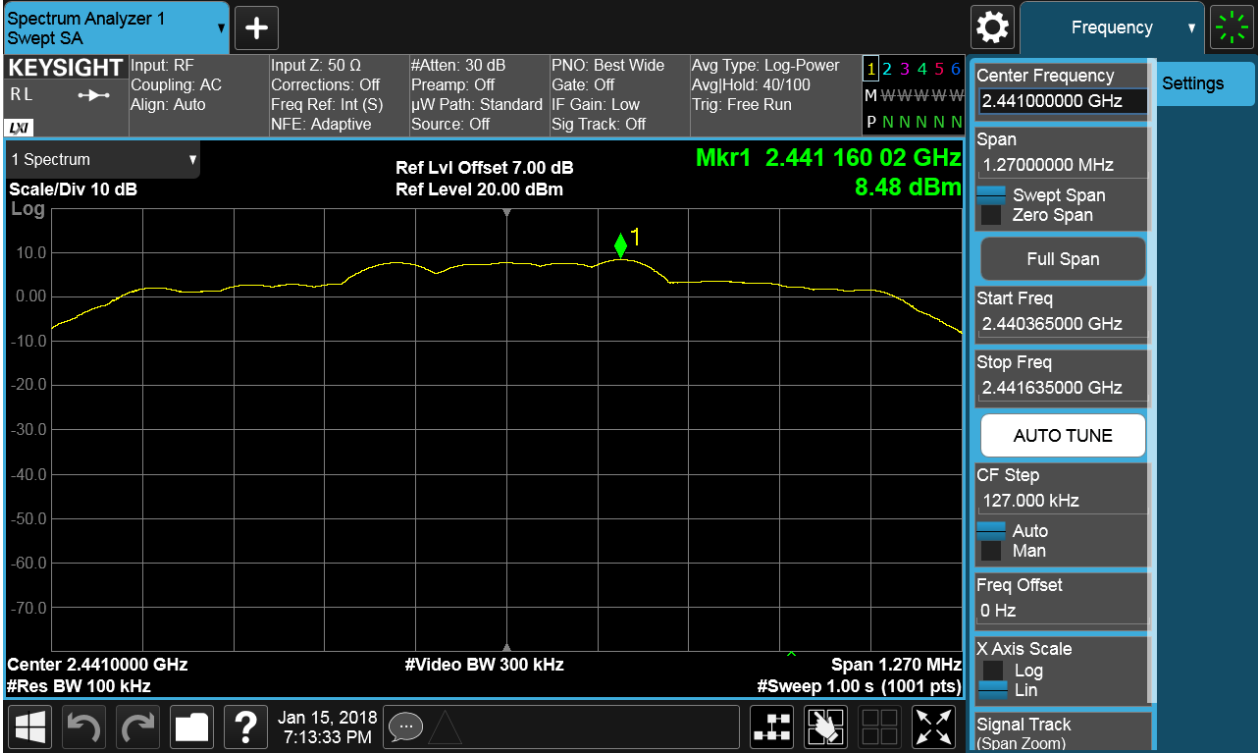 Spectrum Analyzer 1
Swept SA
Frequency
KEYSIGHT
R L
LXI
Input: RF
Coupling: AC
Align: Auto
Input Z: 50 Ω
Corrections: Off
Freq Ref: Int (S)
NFE: Adaptive
#Atten: 30 dB
Preamp: Off
µW Path: Standard
Source: Off
PNO: Best Wide
Gate: Off
IF Gain: Low
Sig Track: Off
Avg Type: Log-Power
Avg|Hold: 40/100
Trig: Free Run
1 2 3 4 5 6
M W W W W W
P N N N N N
1 Spectrum
Scale/Div 10 dB
Log
Ref Lvl Offset 7.00 dB
Ref Level 20.00 dBm
Mkr1 2.441 160 02 GHz
8.48 dBm
1
10.0
0.00
-10.0
-20.0
-30.0
-40.0
-50.0
-60.0
-70.0
Center 2.4410000 GHz
#Video BW 300 kHz
Span 1.270 MHz
#Res BW 100 kHz
#Sweep 1.00 s (1001 pts)
Center Frequency
2.441000000 GHz
Settings
Span
1.27000000 MHz
Swept Span
Zero Span
Full Span
Start Freq
2.440365000 GHz
Stop Freq
2.441635000 GHz
AUTO TUNE
CF Step
127.000 kHz
Auto
Man
Freq Offset
0 Hz
X Axis Scale
Log
Lin
Signal Track
(Span Zoom)
?
Jan 15, 2018
7:13:33 PM